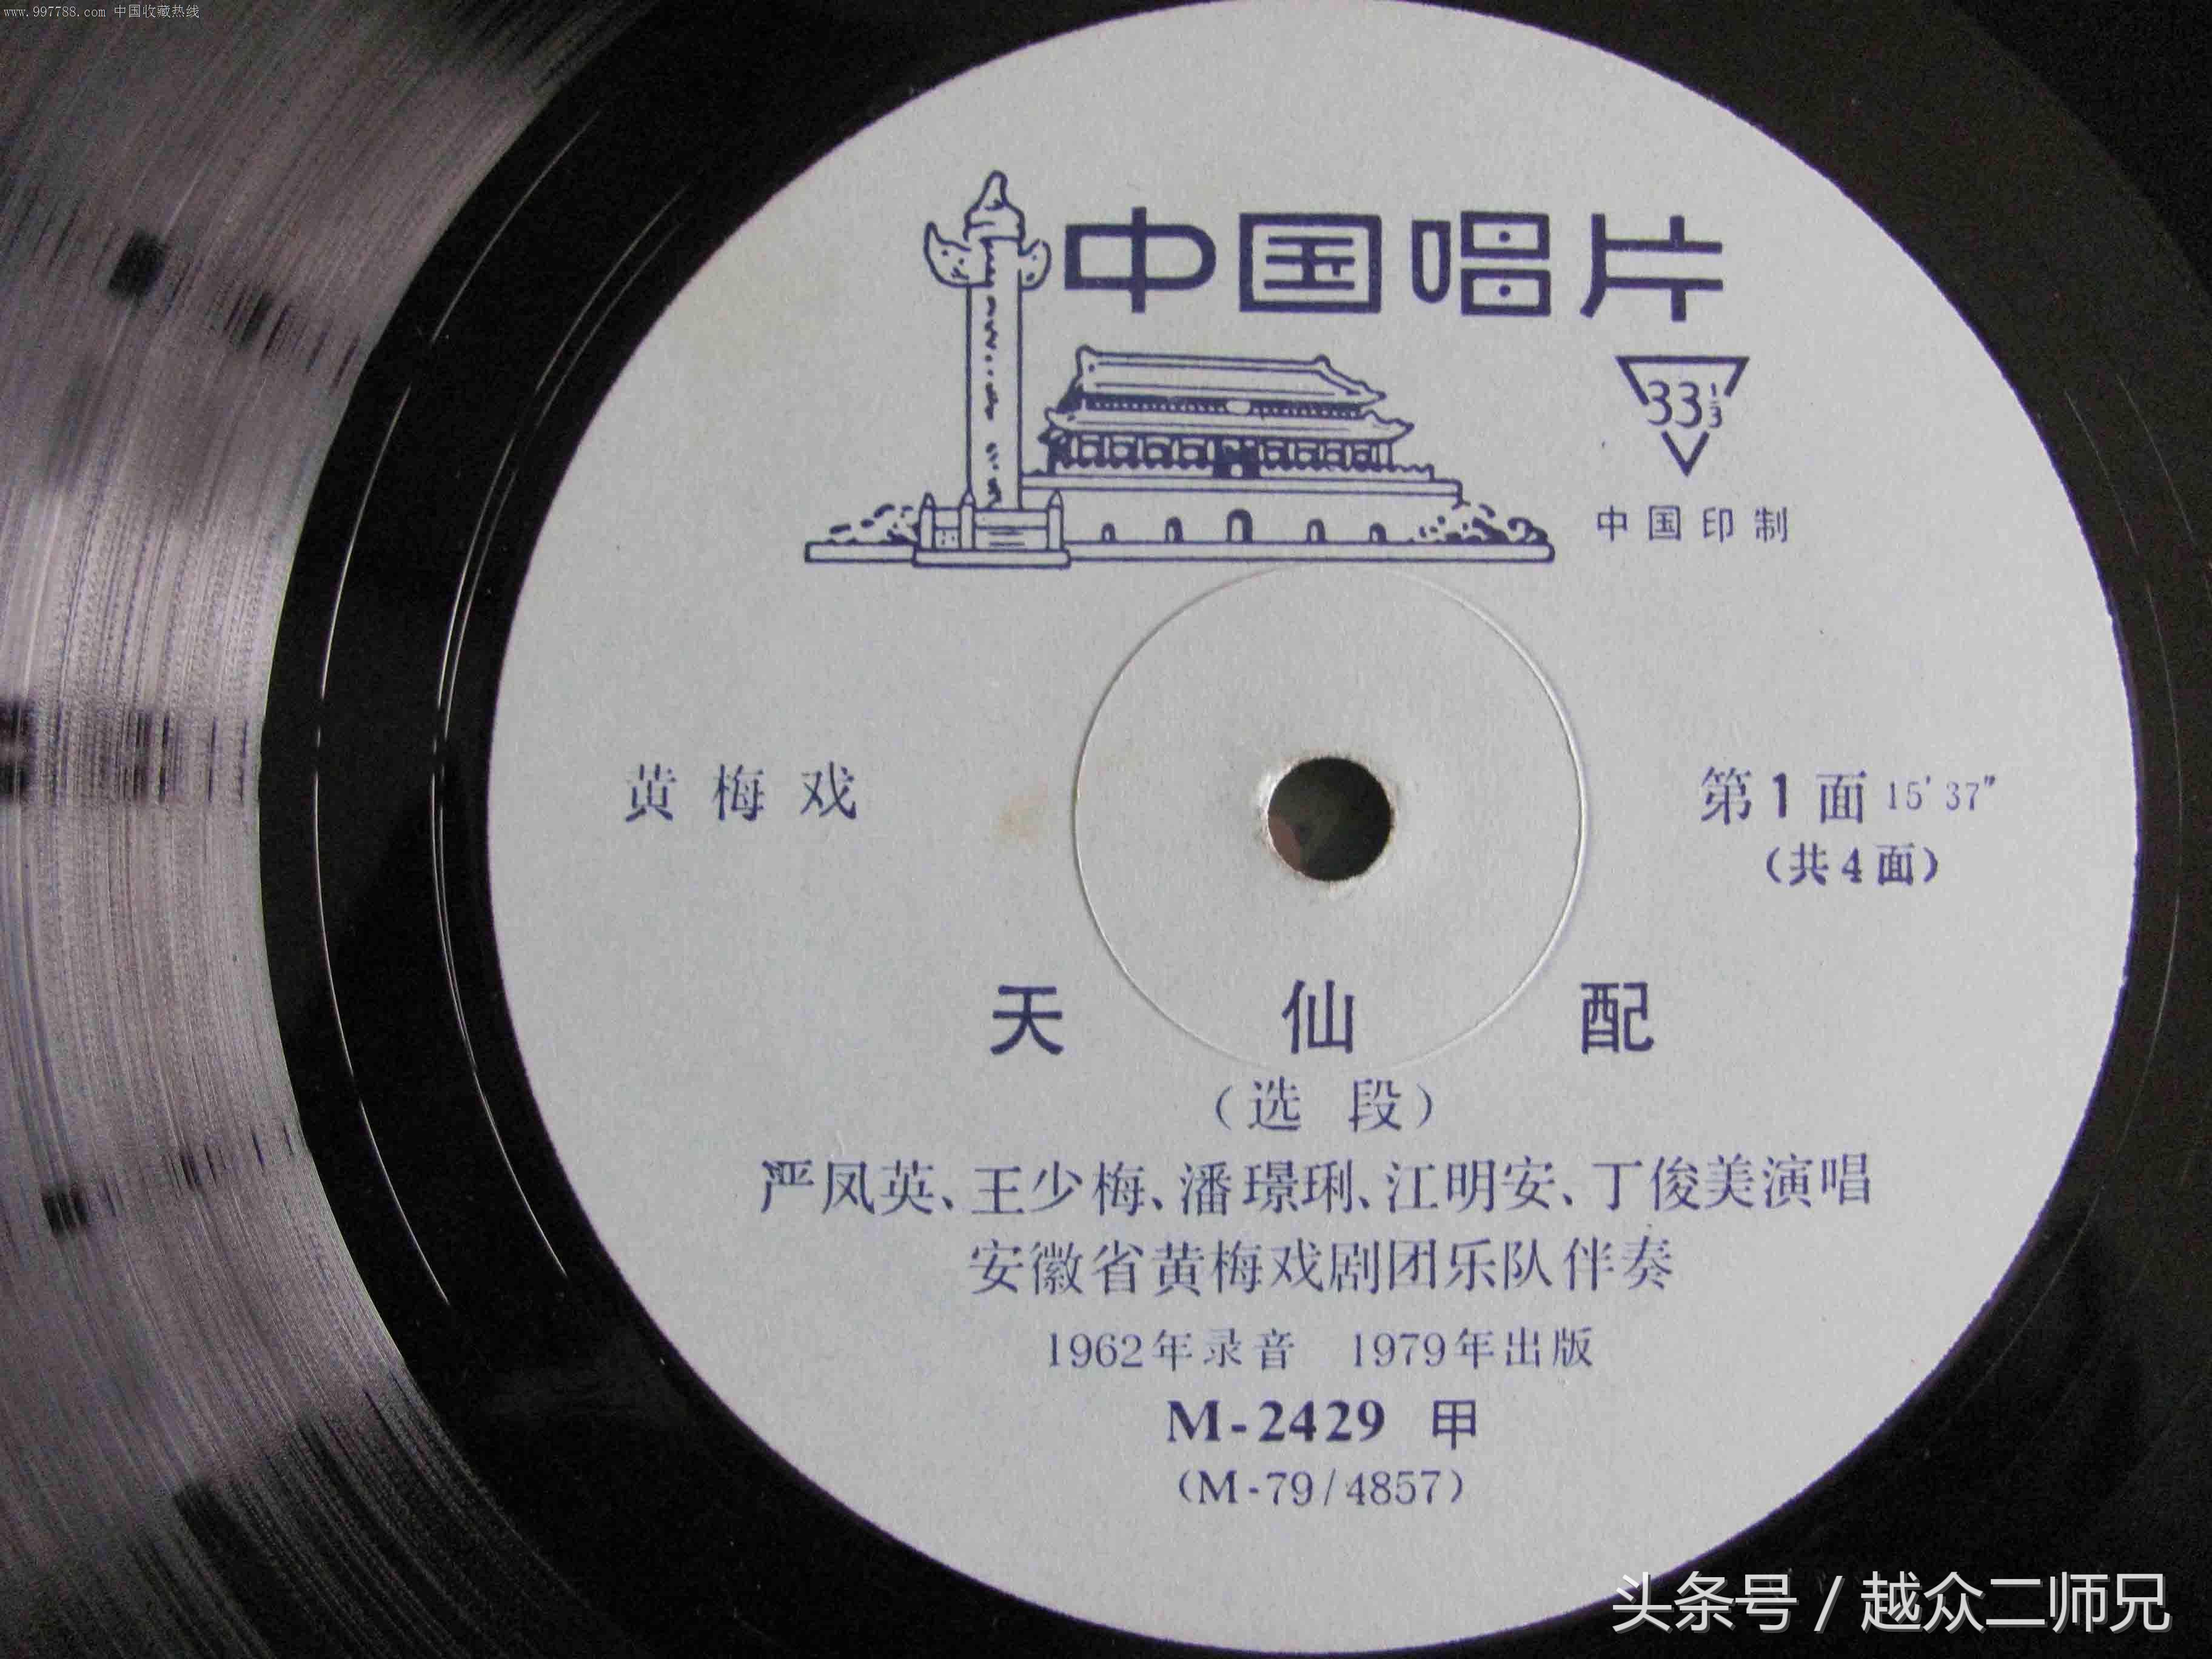 www.997788.com 中国收藏热线
中国唱片
33⅓
中国印制
黄梅戏
第1面 15'37"
(共4面)
天仙配
(选段)
严凤英、王少梅、潘璟琍、江明安、丁俊美演唱
安徽省黄梅戏剧团乐队伴奏
1962年录音 1979年出版
M-2429 甲
(M-79/4857)
头条号 / 越众二师兄